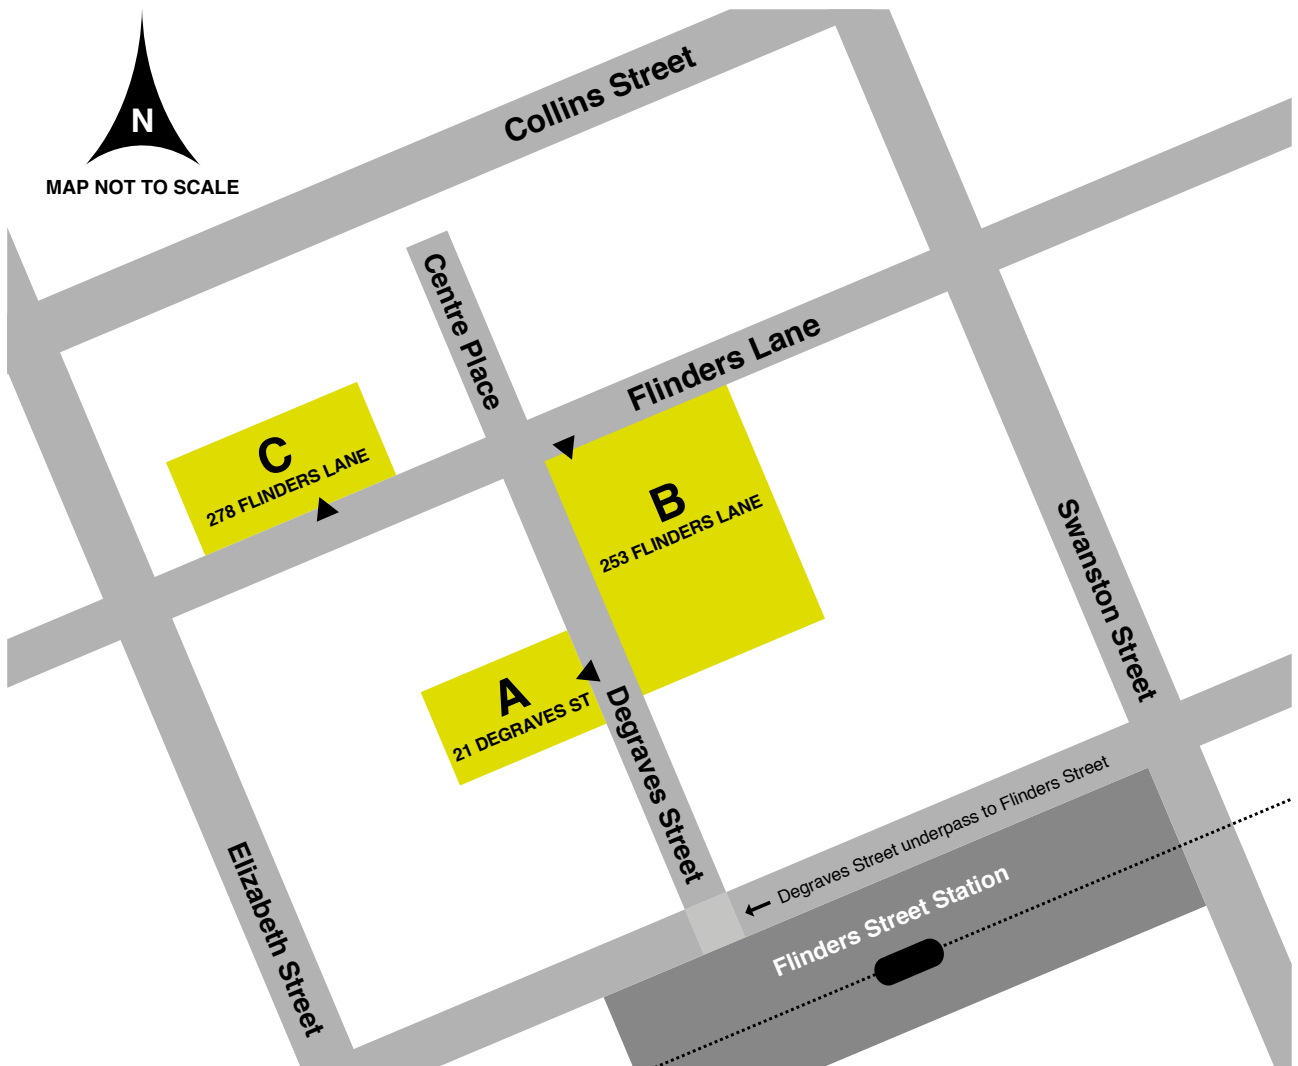 N
MAP NOT TO SCALE
Collins Street
Centre Place
Flinders Lane
C
278 FLINDERS LANE
B
253 FLINDERS LANE
A
21 DEGRAVES ST
Degraves Street
Swanston Street
Elizabeth Street
Degraves Street underpass to Flinders Street
Flinders Street Station